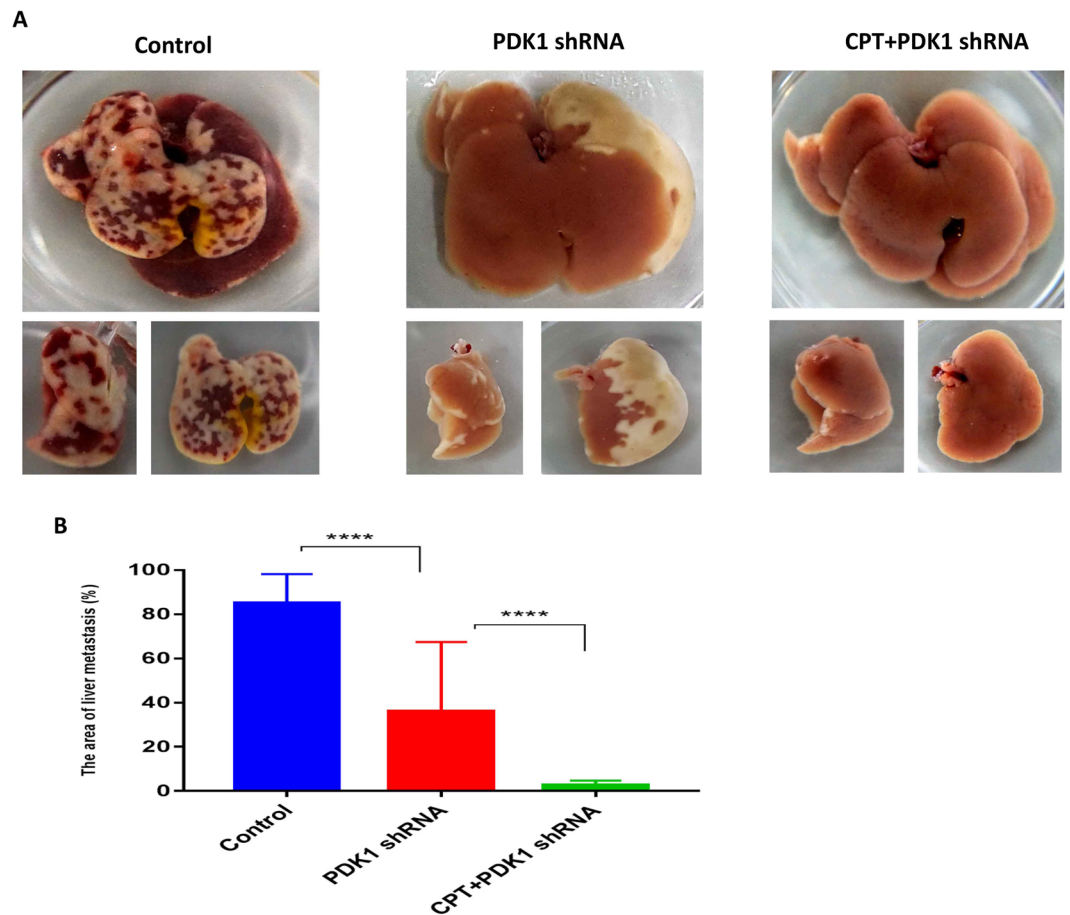 A
Control
PDK1 shRNA
CPT+PDK1 shRNA
B
The area of liver metastasis (%)
100
80
60
40
20
0
****
****
Control
PDK1 shRNA
CPT+PDK1 shRNA